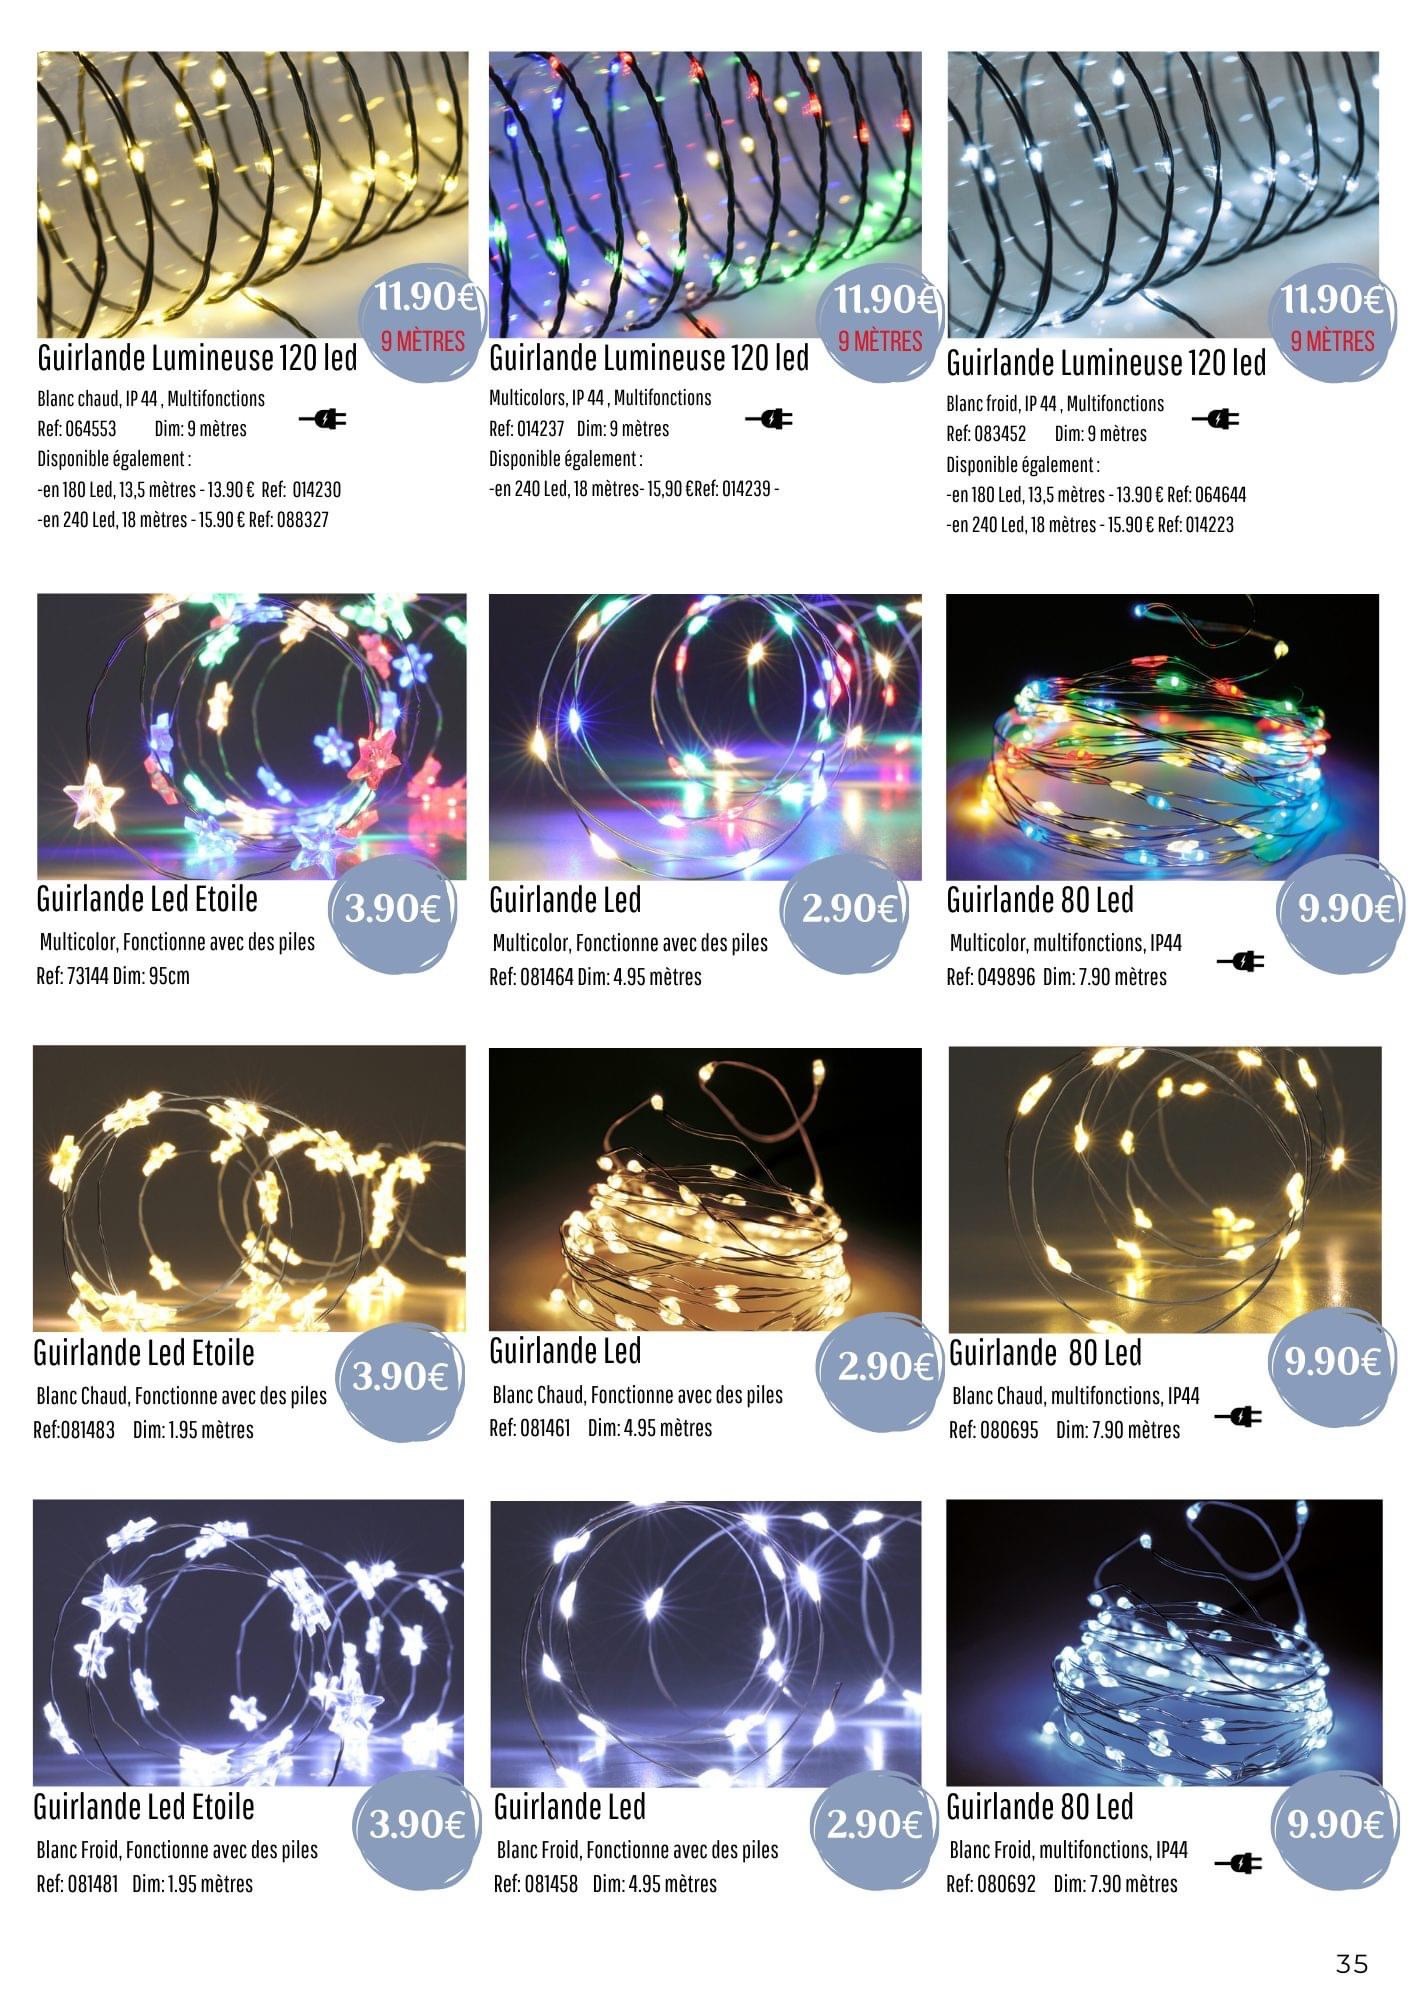 11.90€
9 MÈTRES
Guirlande Lumineuse 120 led
Blanc chaud, IP 44 , Multifonctions
Ref: 064553 Dim: 9 mètres
Disponible également :
-en 180 Led, 13,5 mètres - 13.90 € Ref: 014230
-en 240 Led, 18 mètres - 15.90 € Ref: 088327
11.90€
9 MÈTRES
Guirlande Lumineuse 120 led
Multicolors, IP 44 , Multifonctions
Ref: 014237 Dim: 9 mètres
Disponible également :
-en 240 Led, 18 mètres- 15,90 €Ref: 014239 -
11.90€
9 MÈTRES
Guirlande Lumineuse 120 led
Blanc froid, IP 44 , Multifonctions
Ref: 083452 Dim: 9 mètres
Disponible également :
-en 180 Led, 13,5 mètres - 13.90 € Ref: 064644
-en 240 Led, 18 mètres - 15.90 € Ref: 014223
Guirlande Led Etoile
3.90€
Multicolor, Fonctionne avec des piles
Ref: 73144 Dim: 95cm
Guirlande Led
2.90€
Multicolor, Fonctionne avec des piles
Ref: 081464 Dim: 4.95 mètres
Guirlande 80 Led
9.90€
Multicolor, multifonctions, IP44
Ref: 049896 Dim: 7.90 mètres
Guirlande Led Etoile
3.90€
Blanc Chaud, Fonctionne avec des piles
Ref:081483 Dim: 1.95 mètres
Guirlande Led
2.90€
Blanc Chaud, Fonctionne avec des piles
Ref: 081461 Dim: 4.95 mètres
Guirlande 80 Led
9.90€
Blanc Chaud, multifonctions, IP44
Ref: 080695 Dim: 7.90 mètres
Guirlande Led Etoile
3.90€
Blanc Froid, Fonctionne avec des piles
Ref: 081481 Dim: 1.95 mètres
Guirlande Led
2.90€
Blanc Froid, Fonctionne avec des piles
Ref: 081458 Dim: 4.95 mètres
Guirlande 80 Led
9.90€
Blanc Froid, multifonctions, IP44
Ref: 080692 Dim: 7.90 mètres
35